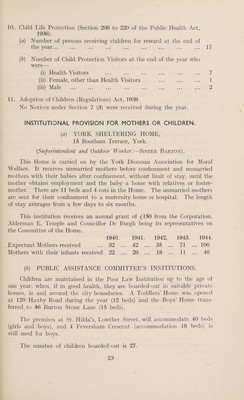 10. Child Life Protection (Section 206 to 220 of the Public Health Act,
1936).
(a) Number of persons receiving children for reward at the end of
the year... ... ... ... ... ... ... ... ... 17
(b) Number of Child Protection Visitors at the end of the year who
were—
(i) Health Visitors ... ... ... ... ... ... 7
(ii) Female, other than Health Visitors ... ... ... ... 1
(iii) Male ... ... ... ... ... ... ... ... 2
11. Adoption of Children (Regulations) Act, 1939.
No Notices under Section 7 (3) were received during the year.
INSTITUTIONAL PROVISION FOR MOTHERS OR CHILDREN.
(a) YORK SHELTERING HOME,
15 Bootham Terrace, York.
(Superintendent and Outdoor Worker:—SISTER BARTON).
This Home is carried on by the York Diocesan Association for Moral
Welfare. It receives unmarried mothers before confinement and unmarried
mothers with their babies after confinement, without limit of stay, until the
mother obtains employment and the baby a home with relatives or foster-
mother. There are 11 beds and 4 cots in the Home. The unmarried mothers
are sent for their confinement to a maternity home or hospital. The length
of stay averages from a few days to six months.
This institution receives an annual grant of £150 from the Corporation,
Alderman E. Temple and Councillor De Burgh being its representatives on
the Committee of the Home.
1940. 1941. 1942. 1943. 1944.
Expectant Mothers received ... 32 ... 42 ... 35 ... 71 ... 100
Mothers with their infants received 22 ... 20 ... 18 ... 11 ... 46
(b) PUBLIC ASSISTANCE COMMITTEE'S INSTITUTIONS.
Children are maintained in the Poor Law Institution up to the age of
one year, when, if in good health, they are boarded-out in suitable private
houses, in and around the city boundaries. A Toddlers' Home was opened
at 120 Haxby Road during the year (12 beds) and the Boys' Home trans-
ferred to 46 Burton Stone Lane (15 beds).
The premises at St. Hilda's, Lowther Street, will accommodate 40 beds
(girls and boys), and 4 Feversham Crescent (accommodation 18 beds) is
still used for boys.
The number of children boarded-out is 27.
23